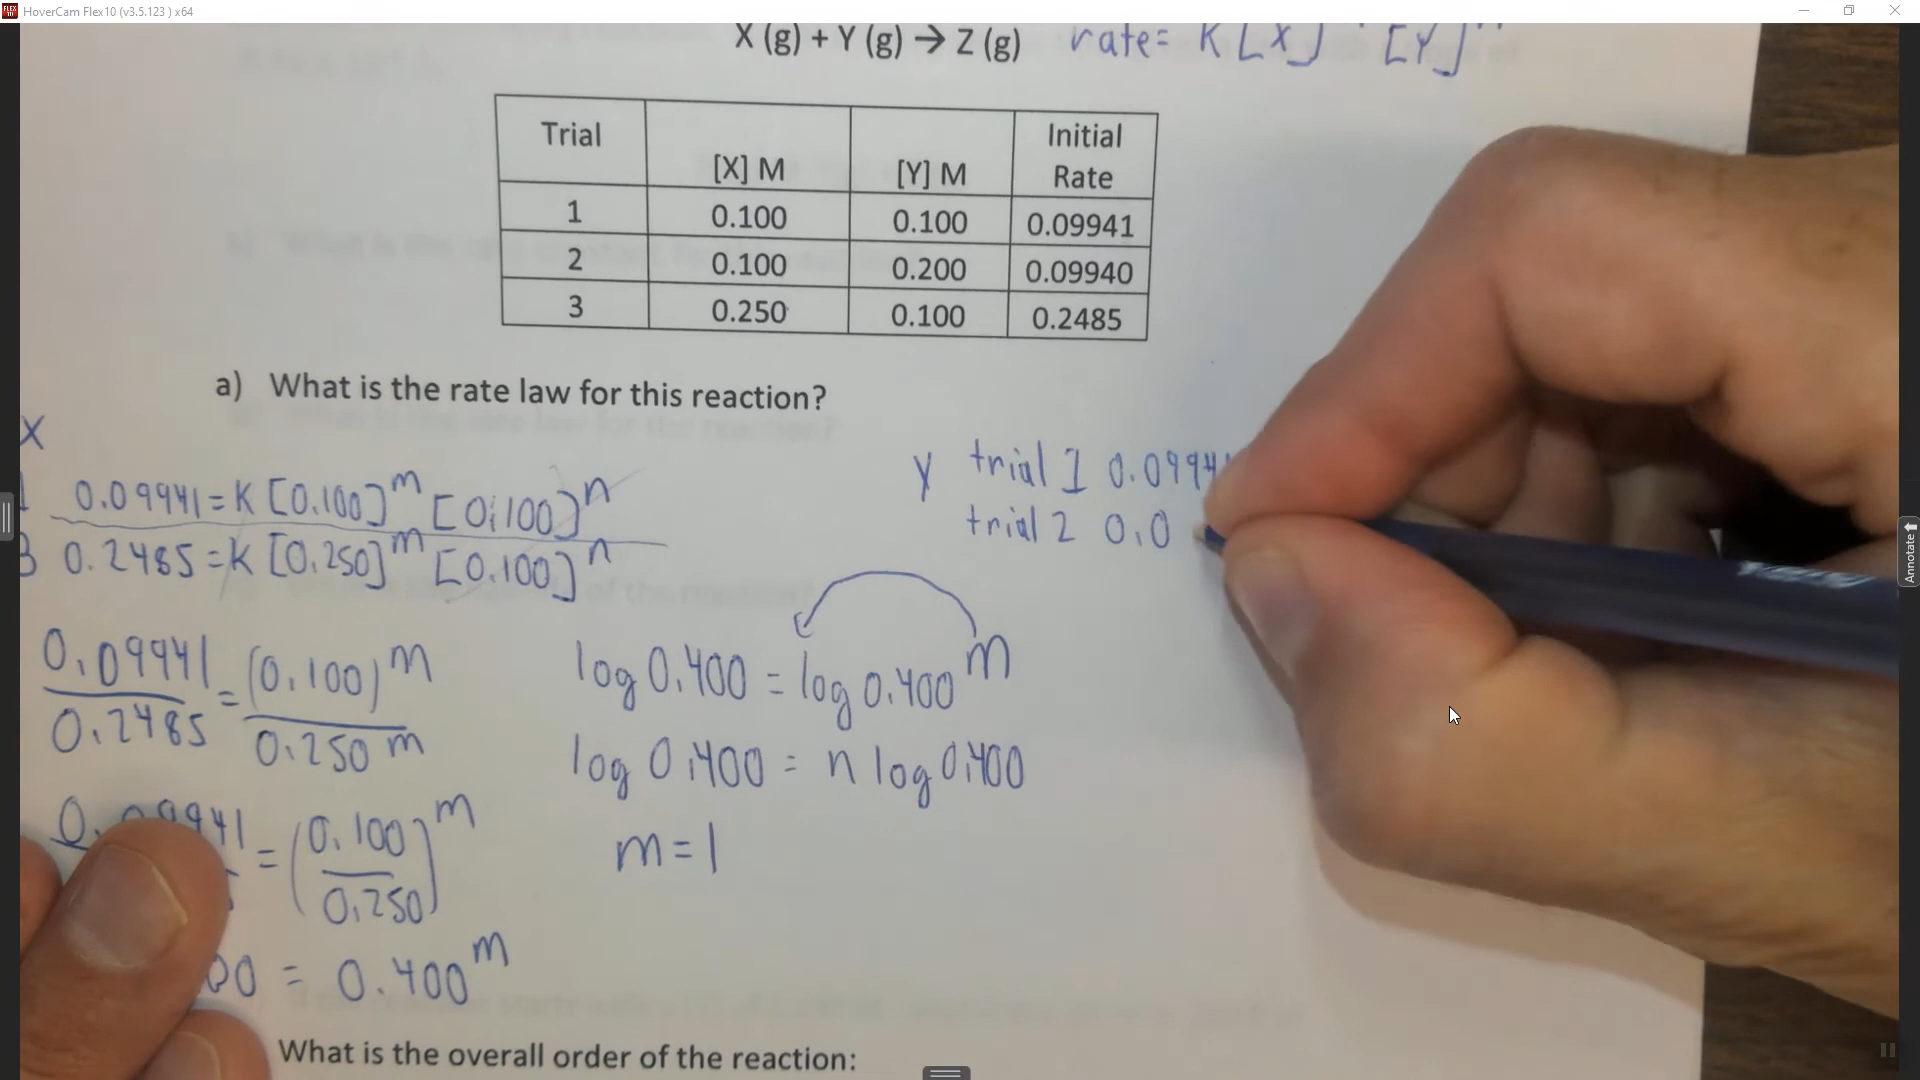 HoverCam Flex10 (v3.5.123 ) x64
X (g) + Y (g) → Z (g) rate = K [X] [Y]
Trial [X] M [Y] M Initial Rate
1 0.100 0.100 0.09941
2 0.100 0.200 0.09940
3 0.250 0.100 0.2485
a) What is the rate law for this reaction?
X
1 0.09941 = K [0.100]^m [0.100]^n
3 0.2485 = K [0.250]^m [0.100]^n
0.09941 / 0.2485 = (0.100)^m / 0.250 m
= (0.100 / 0.250)^m
= 0.400^m
log 0.400 = log 0.400^m
log 0.400 = n log 0.400
m = 1
Y trial 1 0.0994
trial 2 0.0
What is the overall order of the reaction:
Annotate